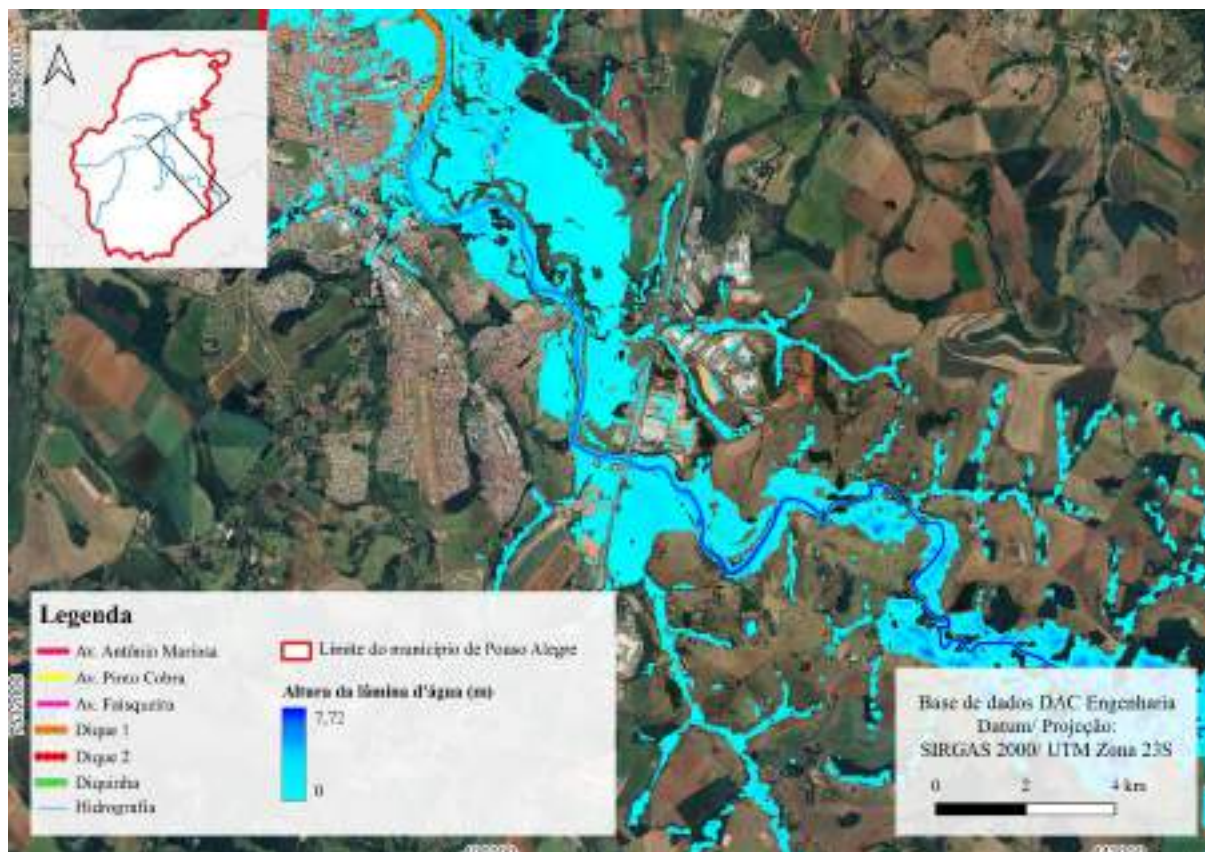 Legenda
Av. Antônio Mariosa
Av. Pinto Cobra
Av. Faisqueira
Dique 1
Dique 2
Diquinha
Hidrografia
Limite do município de Pouso Alegre
Altura da lâmina d'água (m)
7,72
0
Base de dados DAC Engenharia
Datum/ Projeção:
SIRGAS 2000/ UTM Zona 23S
0 2 4 km